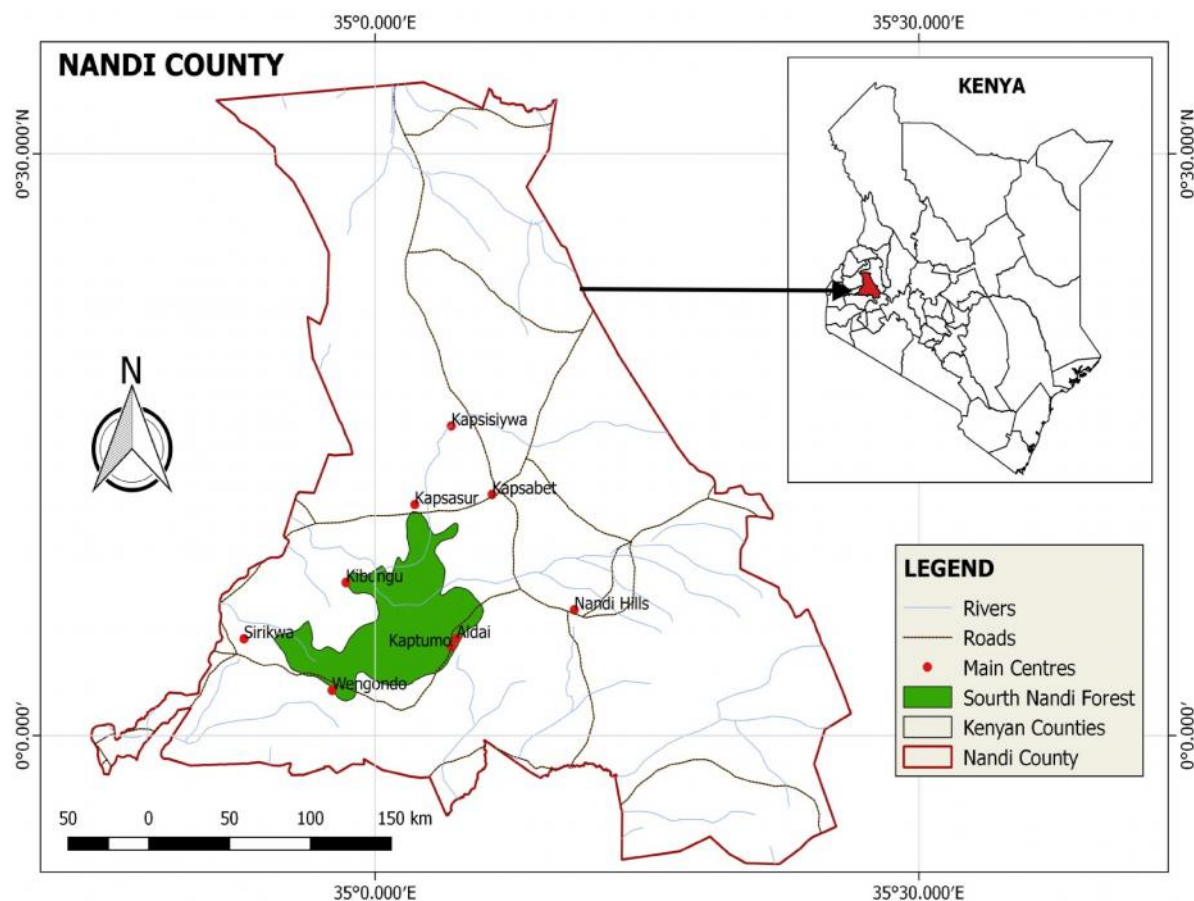 35°0.000′E
35°30.000′E
NANDI COUNTY
KENYA
0°30.000′N
0°30.000′N
N
Kapsisiywa
Kapsabet
Kapsasur
Kibungu
Nandi Hills
Sirikwa
Kaptumo
Aldai
Wengondo
LEGEND
Rivers
Roads
Main Centres
South Nandi Forest
Kenyan Counties
Nandi County
0°0.000′
0°0.000′
50 0 50 100 150 km
35°0.000′E
35°30.000′E